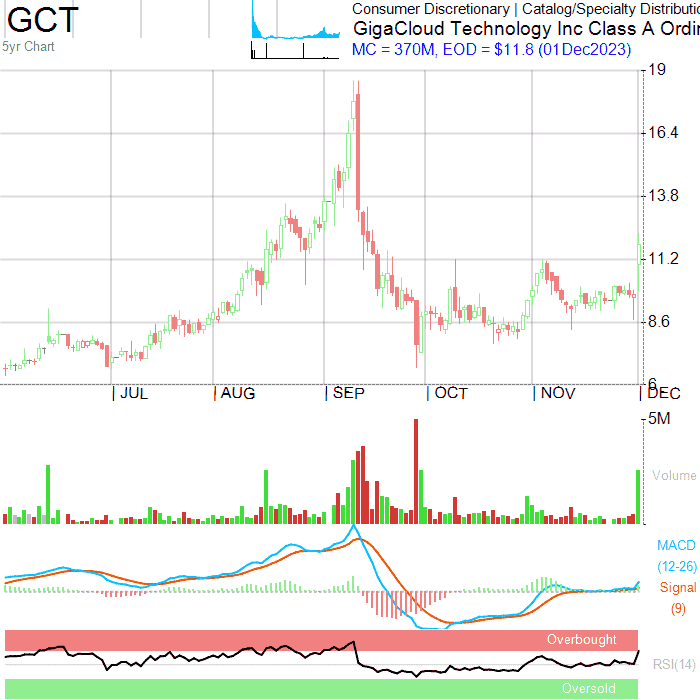 GCT
5yr Chart
Consumer Discretionary | Catalog/Specialty Distributio
GigaCloud Technology Inc Class A Ordin
MC = 370M, EOD = $11.8 (01Dec2023)
19
16.4
13.8
11.2
8.6
6
| JUL | AUG | SEP | OCT | NOV | DEC
5M
Volume
MACD
(12-26)
Signal
(9)
Overbought
RSI(14)
Oversold